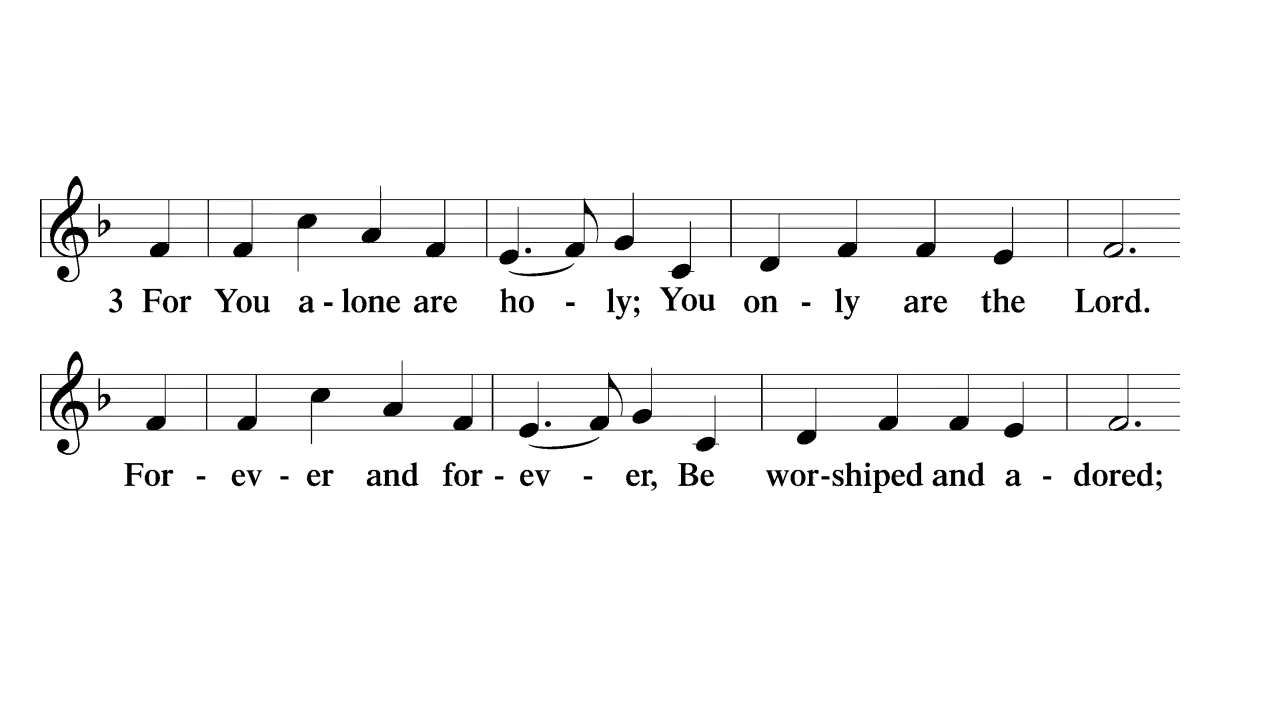 3 For You a - lone are ho - ly; You on - ly are the Lord.
For - ev - er and for - ev - er, Be wor-shiped and a - dored;